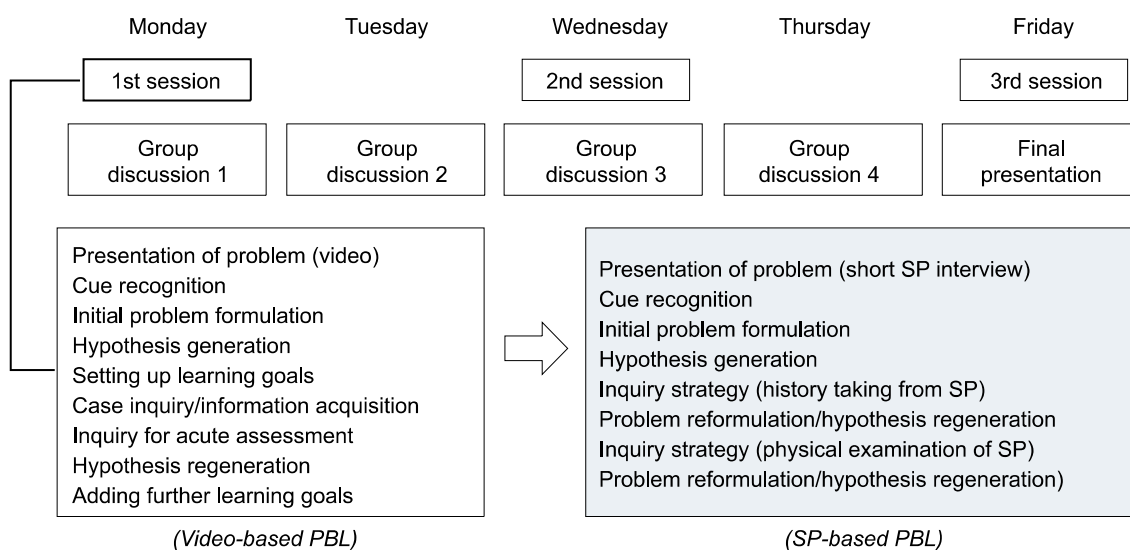 Monday
Tuesday
Wednesday
Thursday
Friday
1st session
2nd session
3rd session
Group
discussion 1
Group
discussion 2
Group
discussion 3
Group
discussion 4
Final
presentation
Presentation of problem (video)
Cue recognition
Initial problem formulation
Hypothesis generation
Setting up learning goals
Case inquiry/information acquisition
Inquiry for acute assessment
Hypothesis regeneration
Adding further learning goals
(Video-based PBL)
Presentation of problem (short SP interview)
Cue recognition
Initial problem formulation
Hypothesis generation
Inquiry strategy (history taking from SP)
Problem reformulation/hypothesis regeneration
Inquiry strategy (physical examination of SP)
Problem reformulation/hypothesis regeneration)
(SP-based PBL)